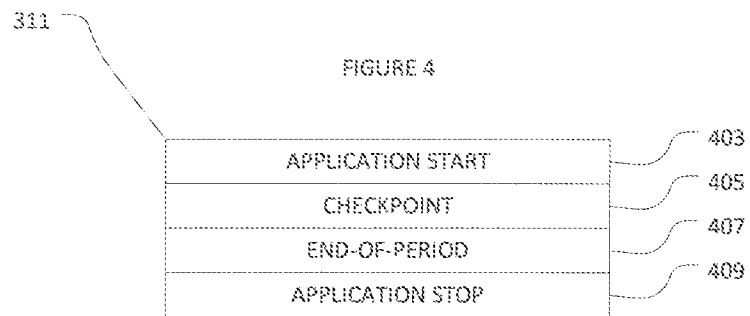 311
FIGURE 4
APPLICATION START
403
CHECKPOINT
405
END-OF-PERIOD
407
APPLICATION STOP
409